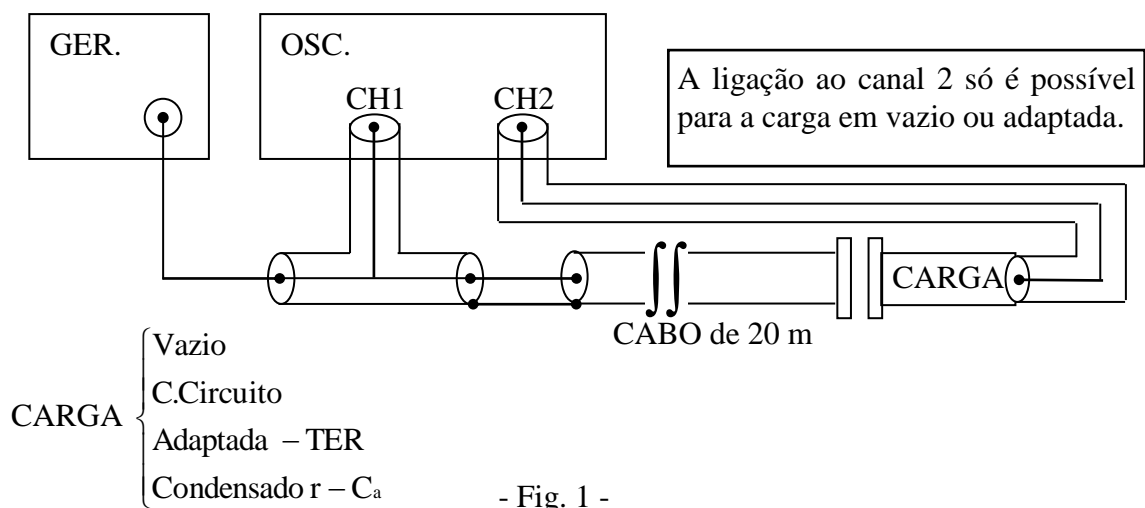 GER.
OSC.
CH1
CH2
A ligação ao canal 2 só é possível
para a carga em vazio ou adaptada.
CARGA
CABO de 20 m
CARGA
Vazio
C.Circuito
Adaptada – TER
Condensado r – Ca
- Fig. 1 -